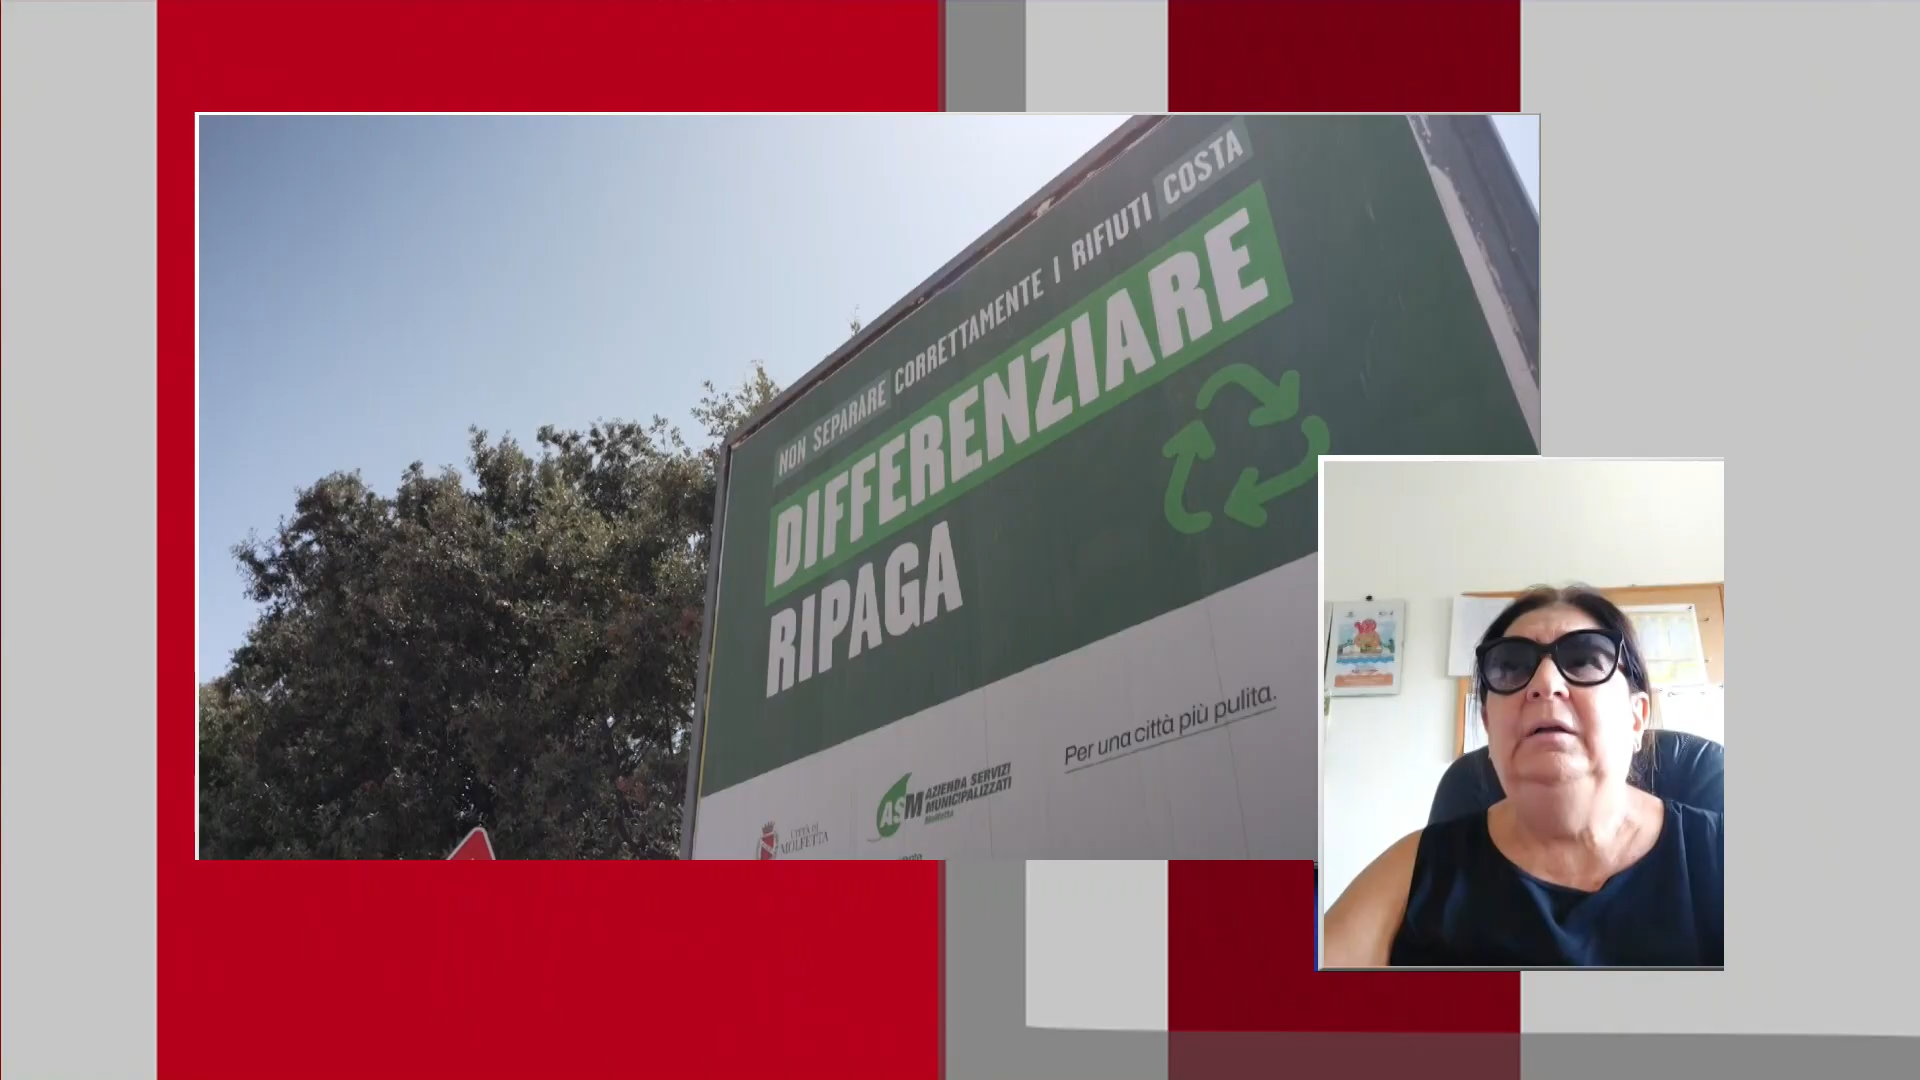 NON SEPARARE CORRETTAMENTE I RIFIUTI COSTA
DIFFERENZIARE
RIPAGA
Per una città più pulita.
ASM AZIENDA SERVIZI
MUNICIPALIZZATI
Molfetta
CITTÀ DI
MOLFETTA